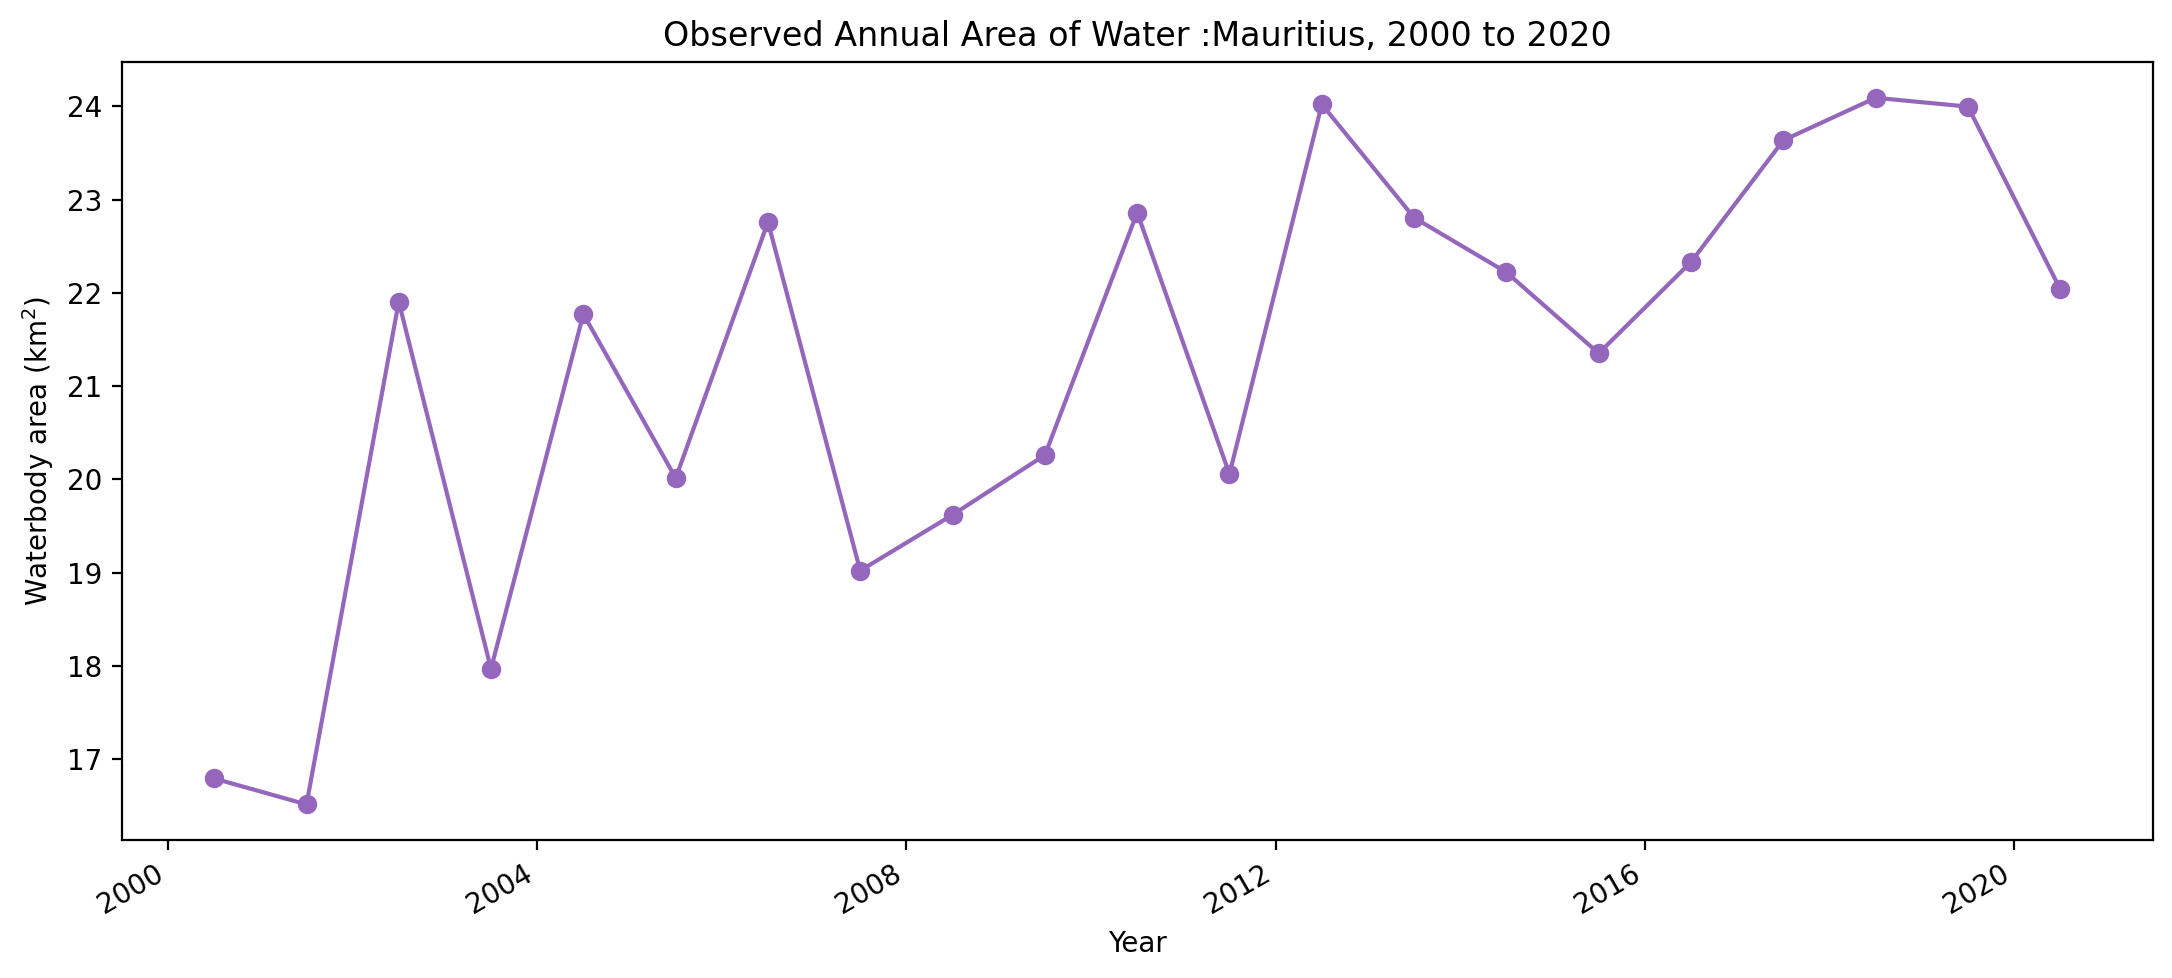 Observed Annual Area of Water :Mauritius, 2000 to 2020
24
23
22
21
20
19
18
17
Waterbody area (km²)
2000 2004 2008 2012 2016 2020
Year